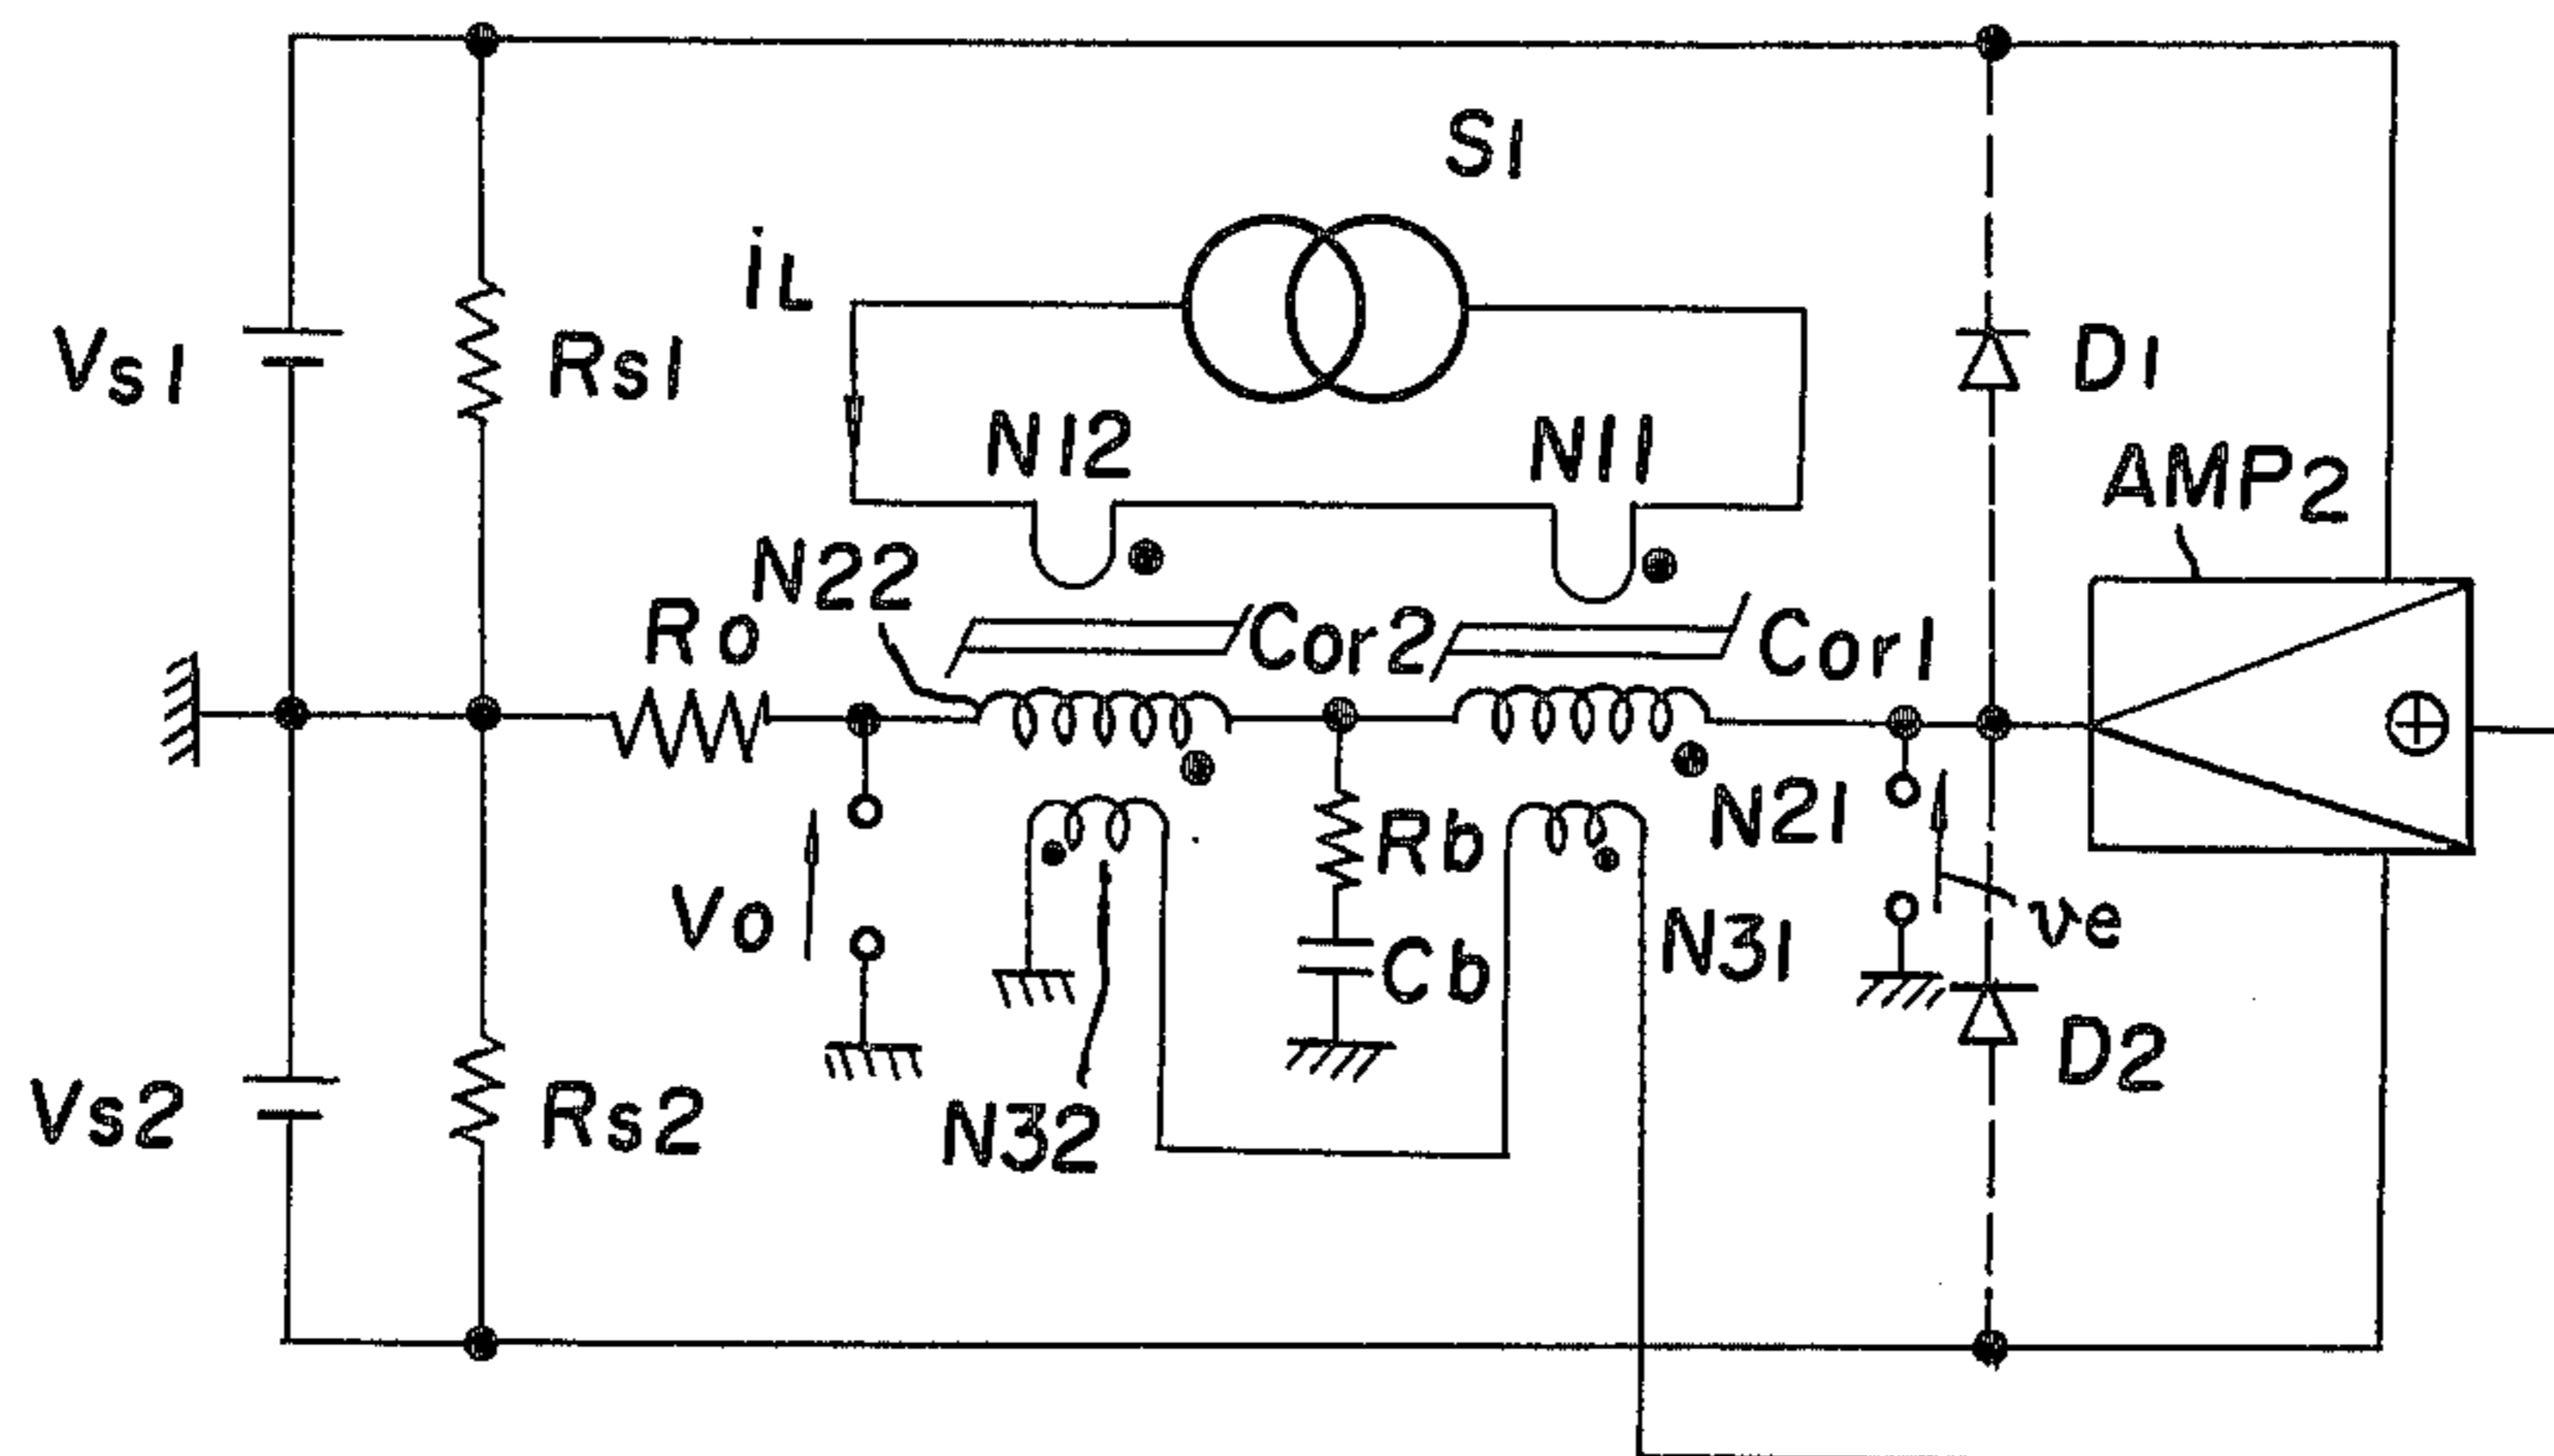 S1
iL
Vs1
Rs1
D1
N12
N11
AMP2
N22
Ro
Cor2
Cor1
⊕
N21
Rb
Vo
ve
N31
Cb
D2
Vs2
Rs2
N32